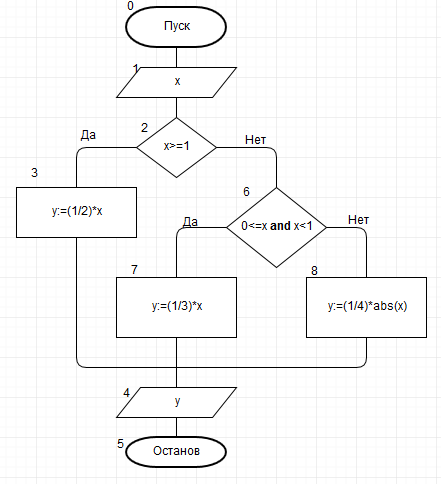 0
Пуск
1
x
2
Да
x>=1
Нет
3
y:=(1/2)*x
6
Да
0<=x and x<1
Нет
7
y:=(1/3)*x
8
y:=(1/4)*abs(x)
4
y
5
Останов